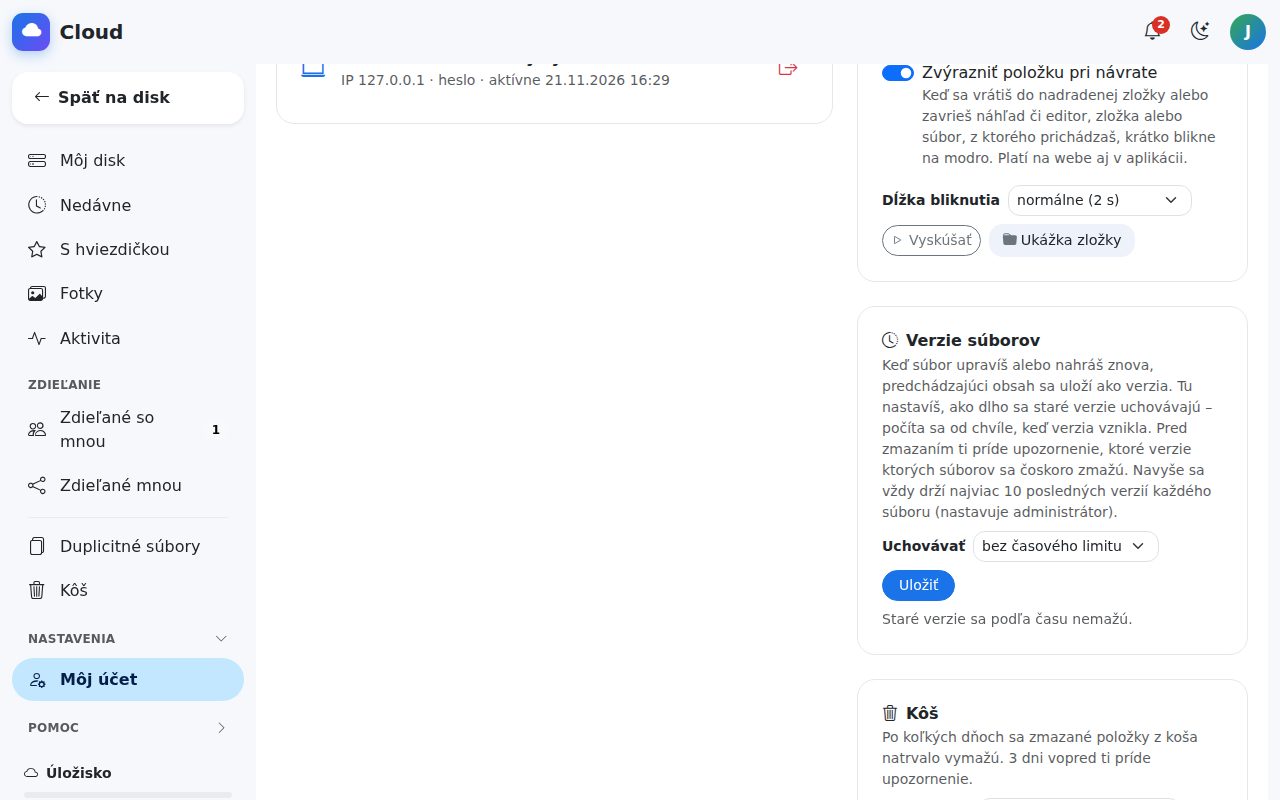 Cloud
2
J
Späť na disk
Môj disk
Nedávne
S hviezdičkou
Fotky
Aktivita
ZDIEĽANIE
Zdieľané so
mnou
1
Zdieľané mnou
Duplicitné súbory
Kôš
NASTAVENIA
Môj účet
POMOC
Úložisko
IP 127.0.0.1 · heslo · aktívne 21.11.2026 16:29
Zvýrazniť položku pri návrate
Keď sa vrátiš do nadradenej zložky alebo
zavrieš náhľad či editor, zložka alebo
súbor, z ktorého prichádzaš, krátko blikne
na modro. Platí na webe aj v aplikácii.
Dĺžka bliknutia
normálne (2 s)
Vyskúšať
Ukážka zložky
Verzie súborov
Keď súbor upravíš alebo nahráš znova,
predchádzajúci obsah sa uloží ako verzia. Tu
nastavíš, ako dlho sa staré verzie uchovávajú –
počíta sa od chvíle, keď verzia vznikla. Pred
zmazaním ti príde upozornenie, ktoré verzie
ktorých súborov sa čoskoro zmažú. Navyše sa
vždy drží najviac 10 posledných verzií každého
súboru (nastavuje administrátor).
Uchovávať
bez časového limitu
Uložiť
Staré verzie sa podľa času nemažú.
Kôš
Po koľkých dňoch sa zmazané položky z koša
natrvalo vymažú. 3 dni vopred ti príde
upozornenie.